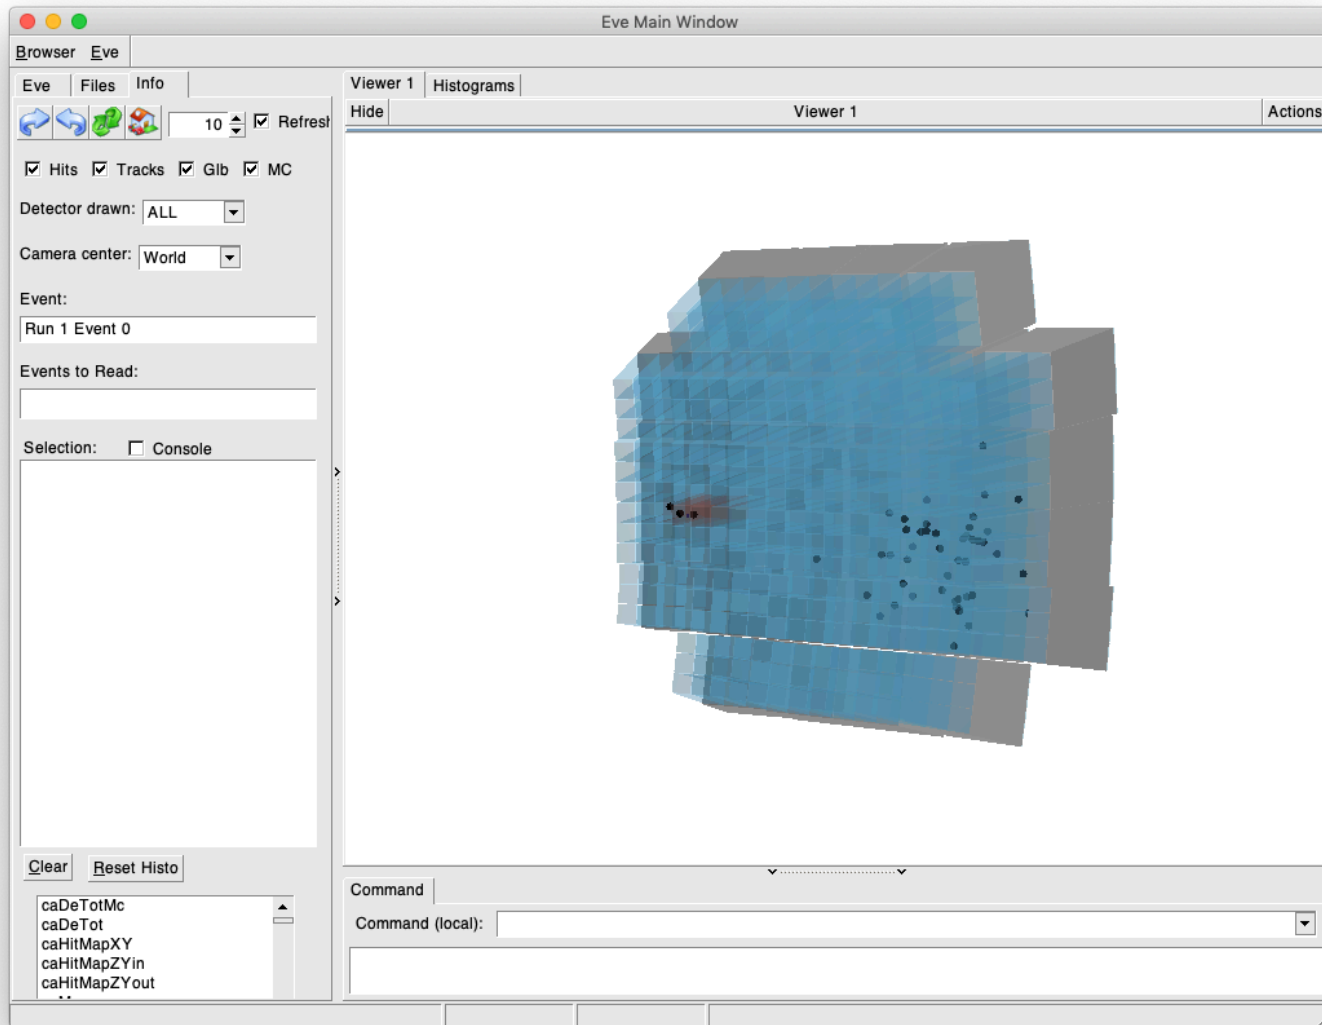 Eve Main Window
Browser Eve
Eve Files Info
Viewer 1 Histograms
Hide Viewer 1 Actions
10 Refresh
Hits Tracks Glb MC
Detector drawn: ALL
Camera center: World
Event:
Run 1 Event 0
Events to Read:
Selection: Console
Clear Reset Histo
caDeTotMc
caDeTot
caHitMapXY
caHitMapZYin
caHitMapZYout
Command
Command (local):